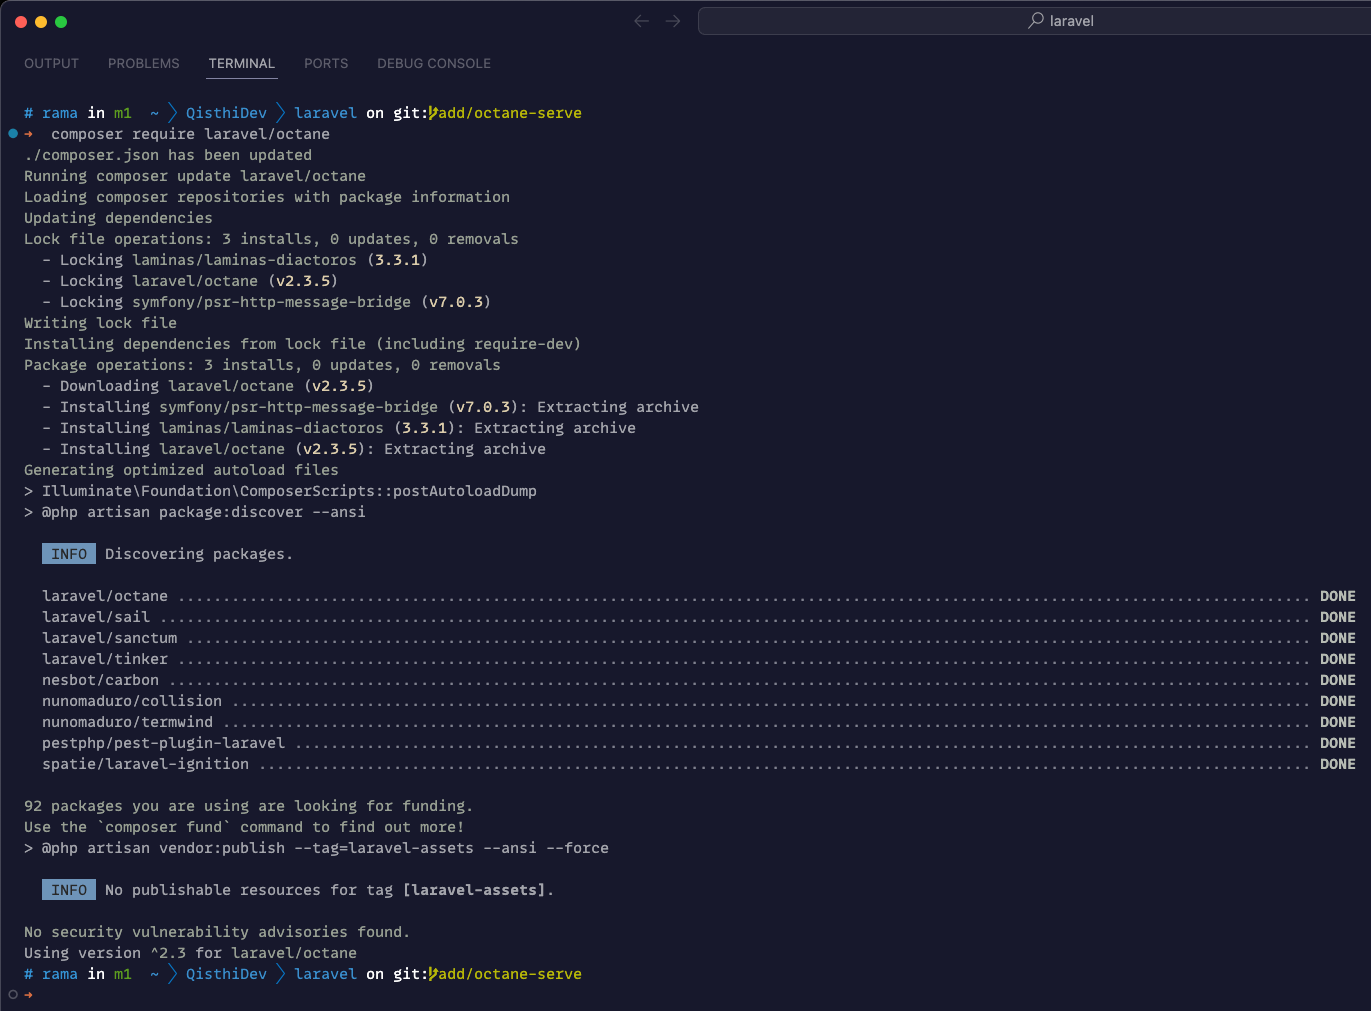 laravel
OUTPUT PROBLEMS TERMINAL PORTS DEBUG CONSOLE
# rama in m1 ~ QisthiDev laravel on git:add/octane-serve
→ composer require laravel/octane
./composer.json has been updated
Running composer update laravel/octane
Loading composer repositories with package information
Updating dependencies
Lock file operations: 3 installs, 0 updates, 0 removals
  - Locking laminas/laminas-diactoros (3.3.1)
  - Locking laravel/octane (v2.3.5)
  - Locking symfony/psr-http-message-bridge (v7.0.3)
Writing lock file
Installing dependencies from lock file (including require-dev)
Package operations: 3 installs, 0 updates, 0 removals
  - Downloading laravel/octane (v2.3.5)
  - Installing symfony/psr-http-message-bridge (v7.0.3): Extracting archive
  - Installing laminas/laminas-diactoros (3.3.1): Extracting archive
  - Installing laravel/octane (v2.3.5): Extracting archive
Generating optimized autoload files
> Illuminate\Foundation\ComposerScripts::postAutoloadDump
> @php artisan package:discover --ansi
INFO Discovering packages.
laravel/octane ........ DONE
laravel/sail ........ DONE
laravel/sanctum ........ DONE
laravel/tinker ........ DONE
nesbot/carbon ........ DONE
nunomaduro/collision ........ DONE
nunomaduro/termwind ........ DONE
pestphp/pest-plugin-laravel ........ DONE
spatie/laravel-ignition ........ DONE
92 packages you are using are looking for funding.
Use the `composer fund` command to find out more!
> @php artisan vendor:publish --tag=laravel-assets --ansi --force
INFO No publishable resources for tag [laravel-assets].
No security vulnerability advisories found.
Using version ^2.3 for laravel/octane
# rama in m1 ~ QisthiDev laravel on git:add/octane-serve
→